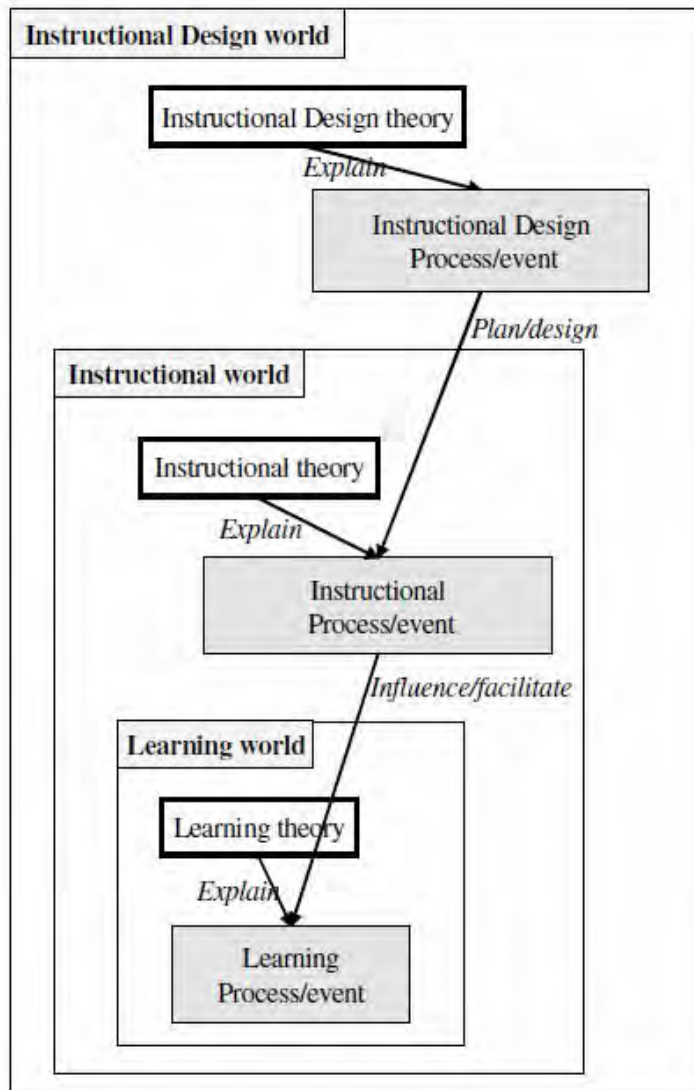 Instructional Design world
Instructional Design theory
Explain
Instructional Design
Process/event
Plan/design
Instructional world
Instructional theory
Explain
Instructional
Process/event
Influence/facilitate
Learning world
Learning theory
Explain
Learning
Process/event